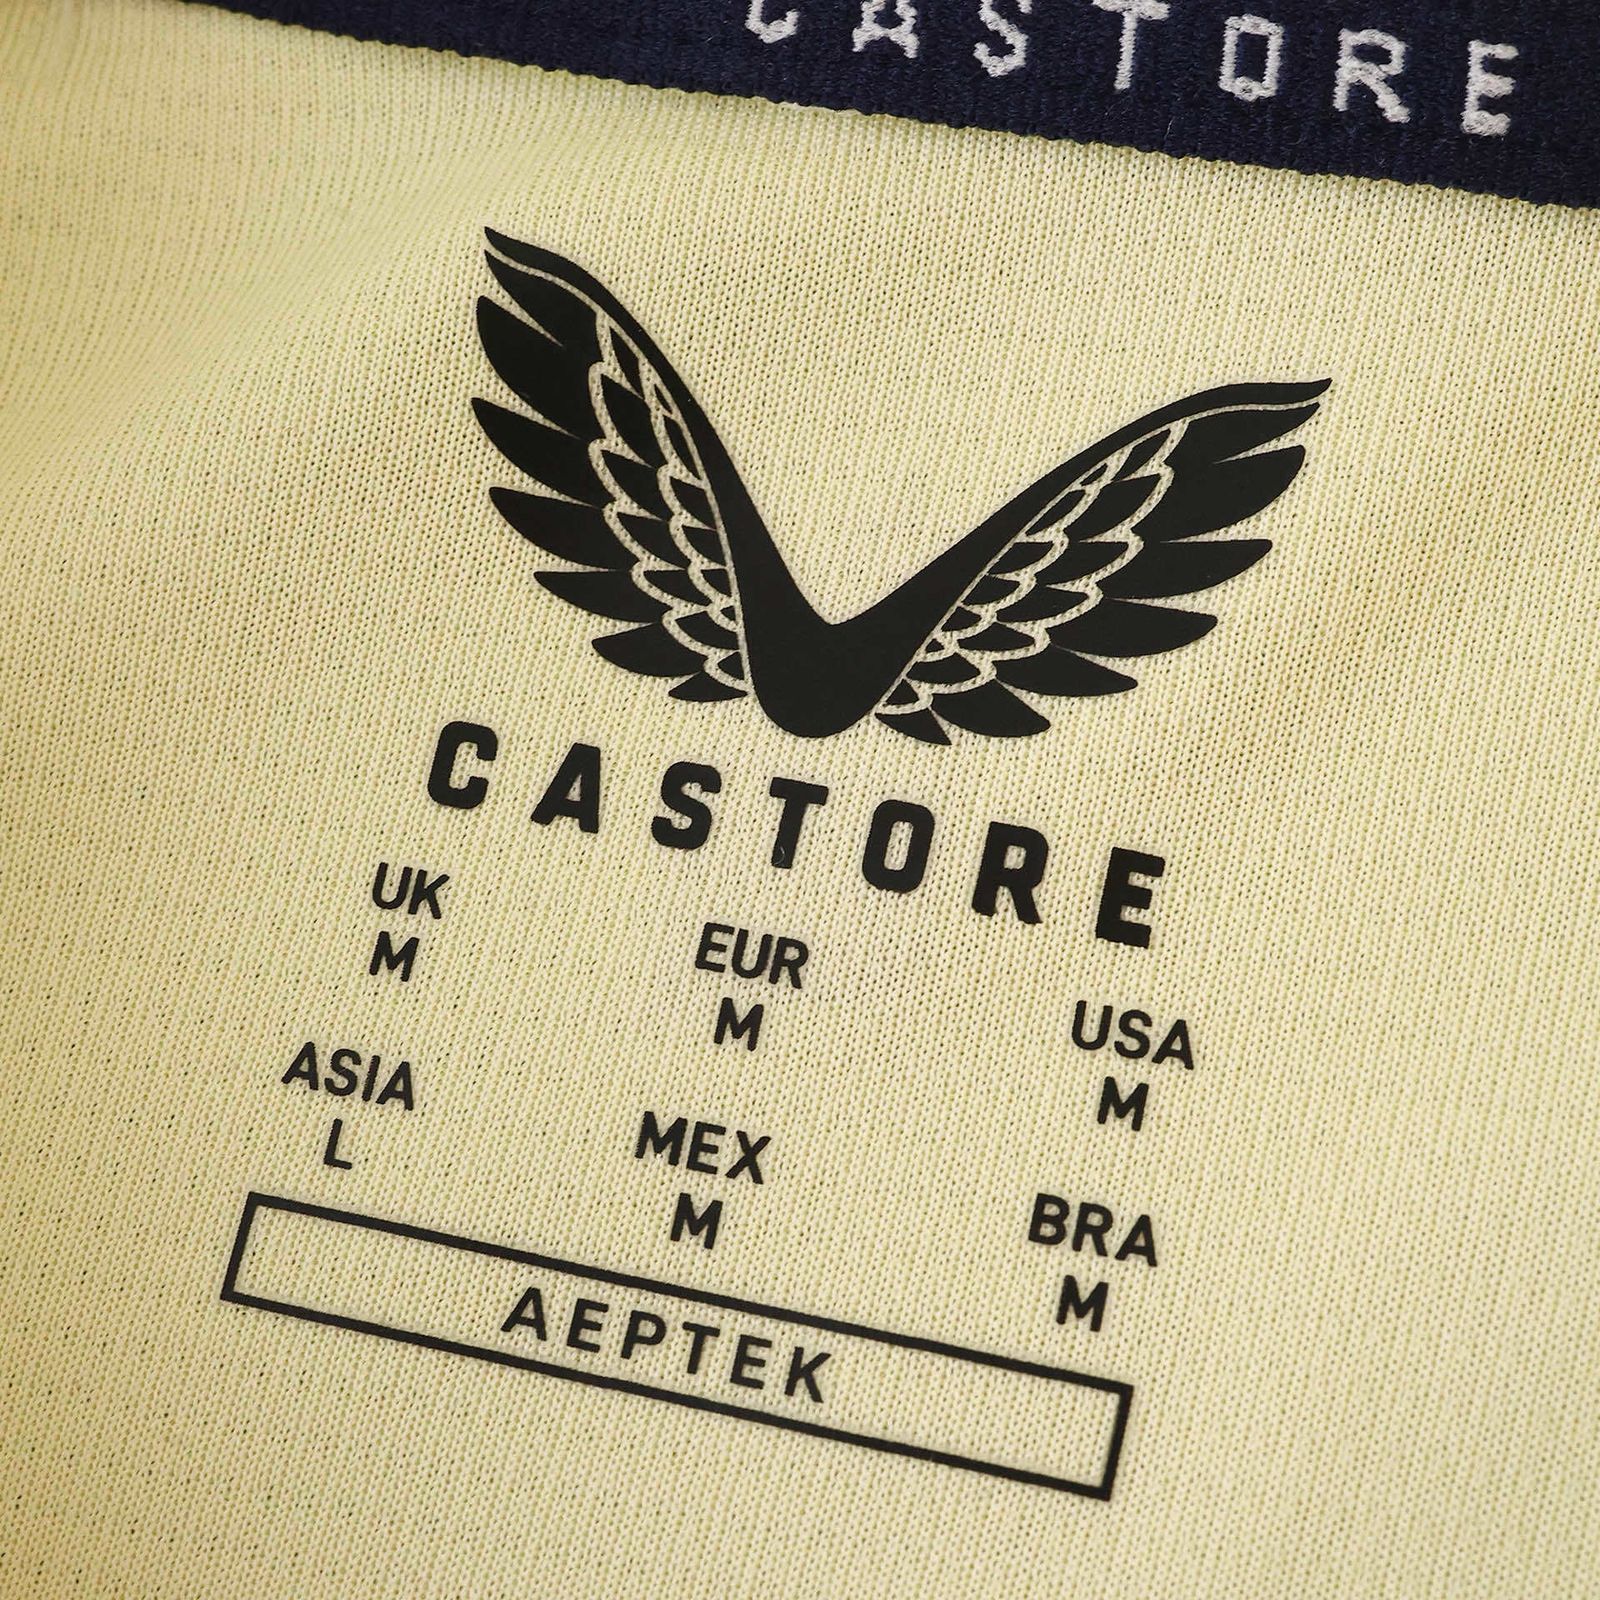 CASTORE
CASTORE
UK EUR USA
M M M
ASIA MEX BRA
L M M
AEPTEK